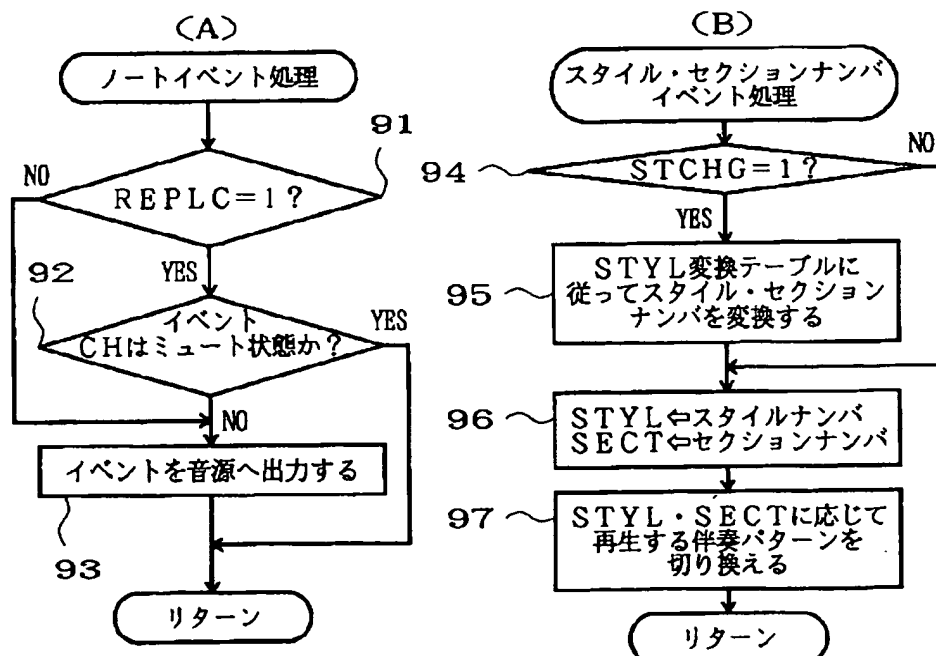 (A)
ノートイベント処理
91
NO
REPLC=1?
YES
92
イベント
CHはミュート状態か?
YES
NO
イベントを音源へ出力する
93
リターン
(B)
スタイル・セクションナンバ
イベント処理
NO
94
STCHG=1?
YES
95
STYL変換テーブルに
従ってスタイル・セクション
ナンバを変換する
96
STYL⇦スタイルナンバ
SECT⇦セクションナンバ
97
STYL・SECTに応じて
再生する伴奏パターンを
切り換える
リターン